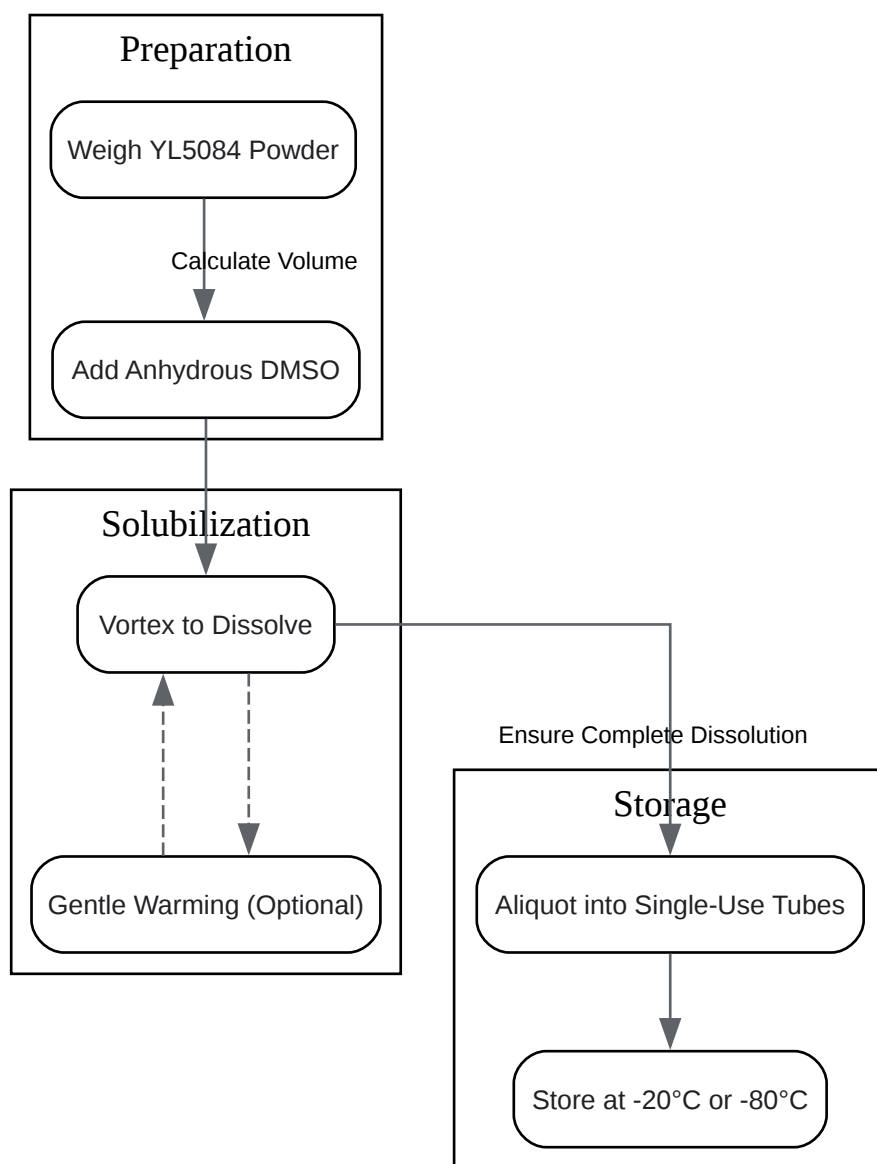 Preparation
Weigh YL5084 Powder
Calculate Volume
Add Anhydrous DMSO
Solubilization
Vortex to Dissolve
Ensure Complete Dissolution
Storage
Gentle Warming (Optional)
Aliquot into Single-Use Tubes
Store at -20°C or -80°C